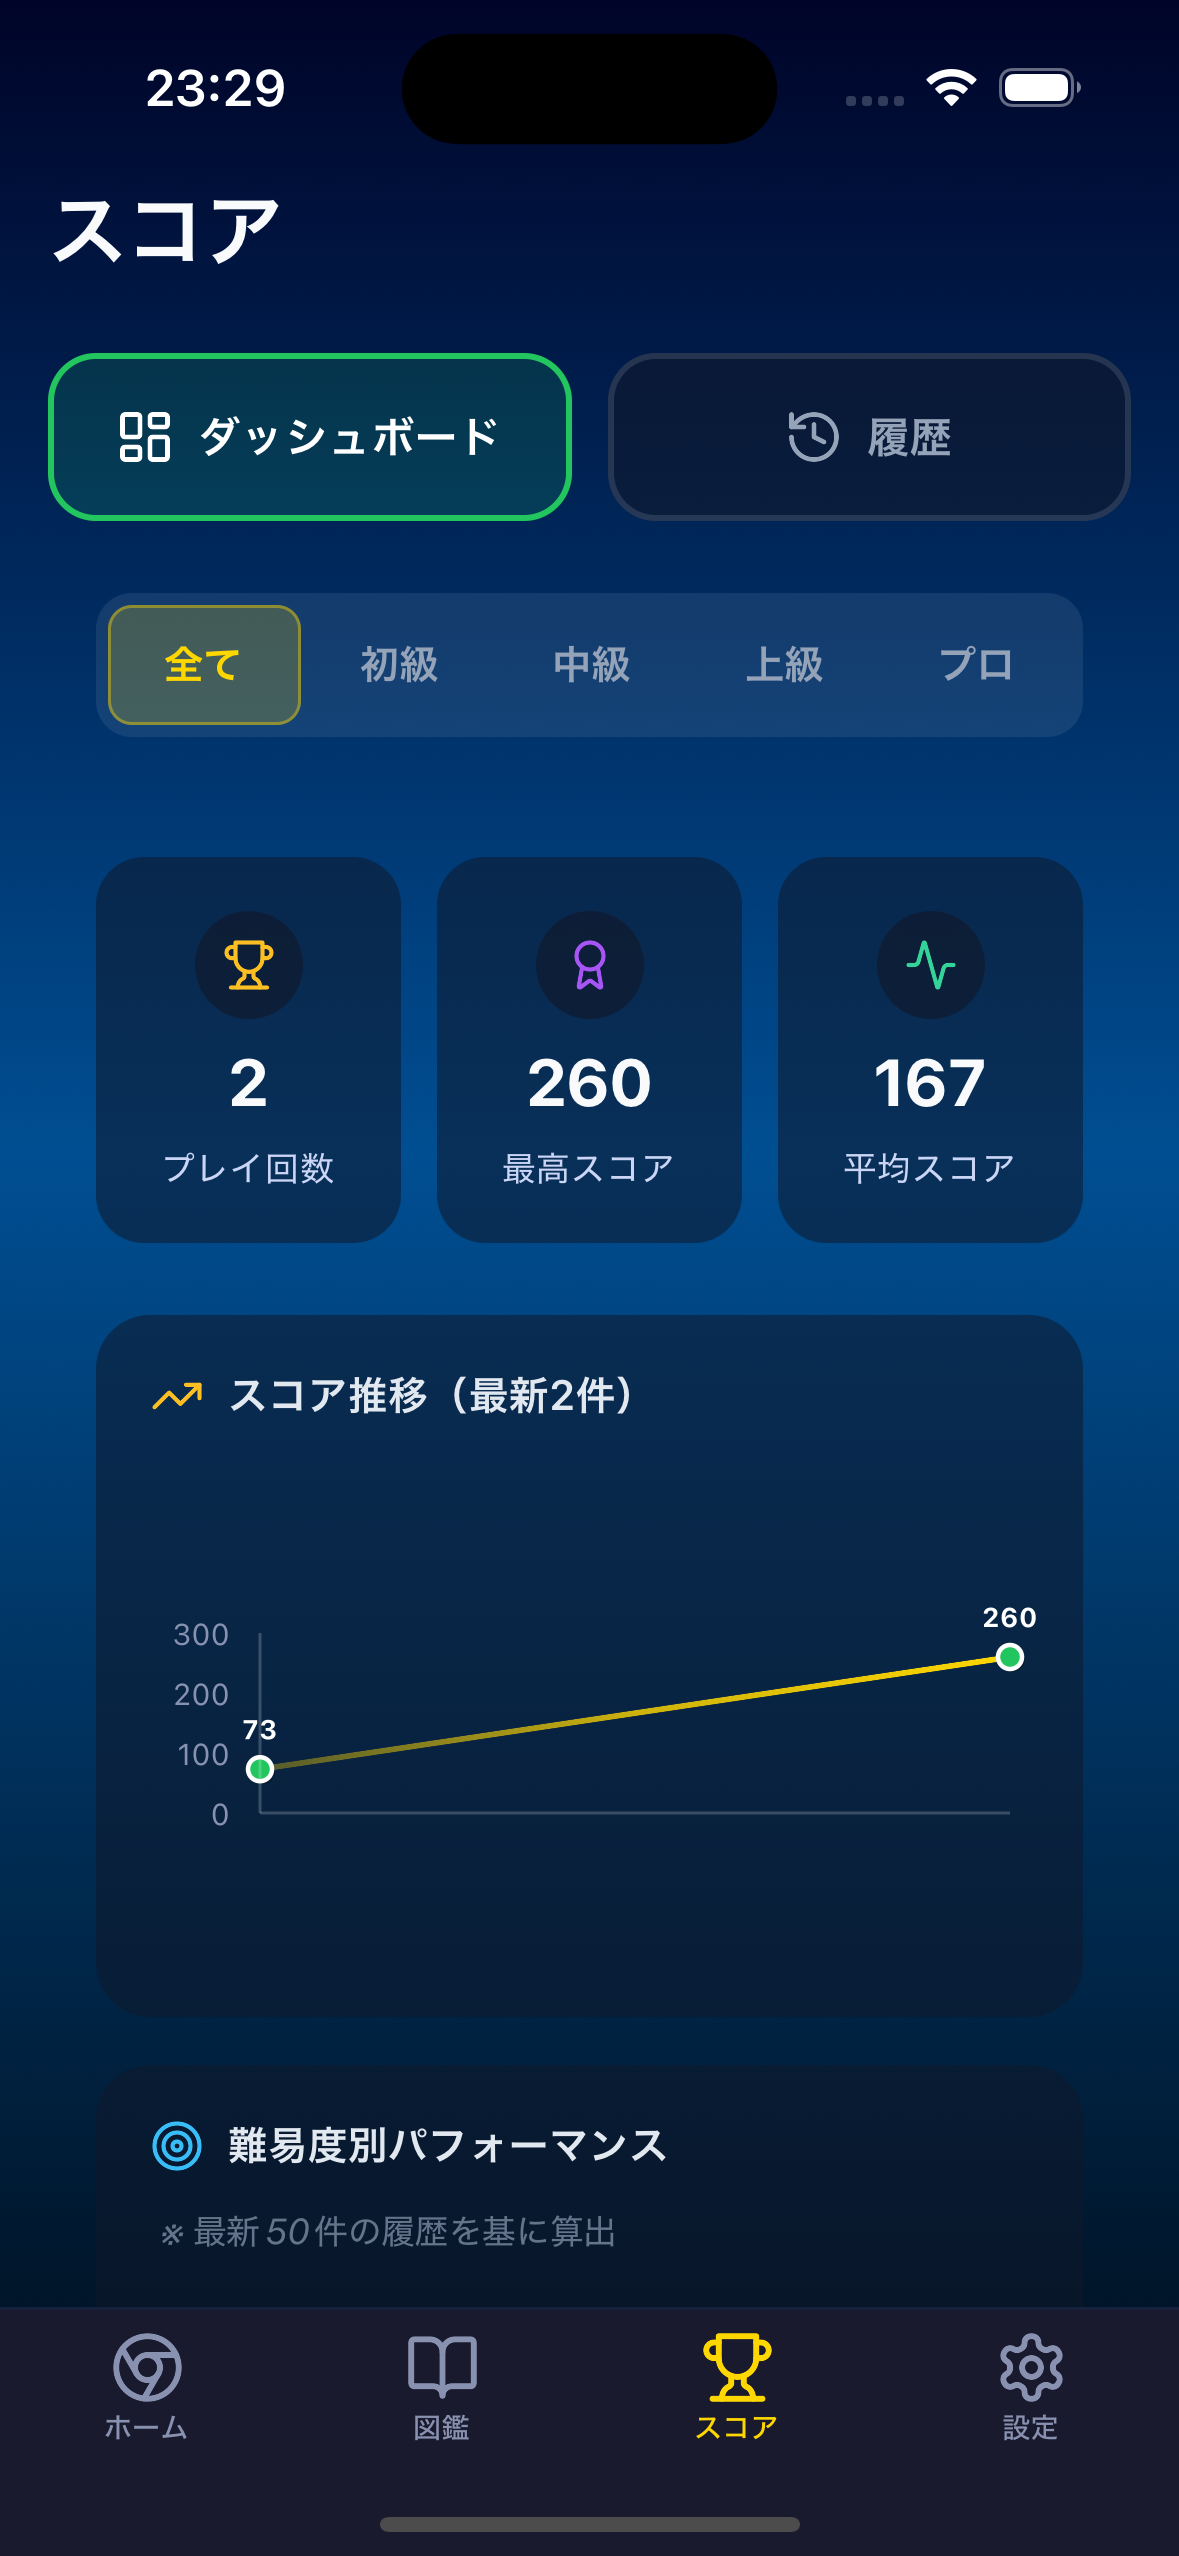 23:29
スコア
ダッシュボード
履歴
全て
初級
中級
上級
プロ
2
プレイ回数
260
最高スコア
167
平均スコア
スコア推移（最新2件）
300
200
100
0
73
260
難易度別パフォーマンス
※ 最新50件の履歴を基に算出
ホーム
図鑑
スコア
設定